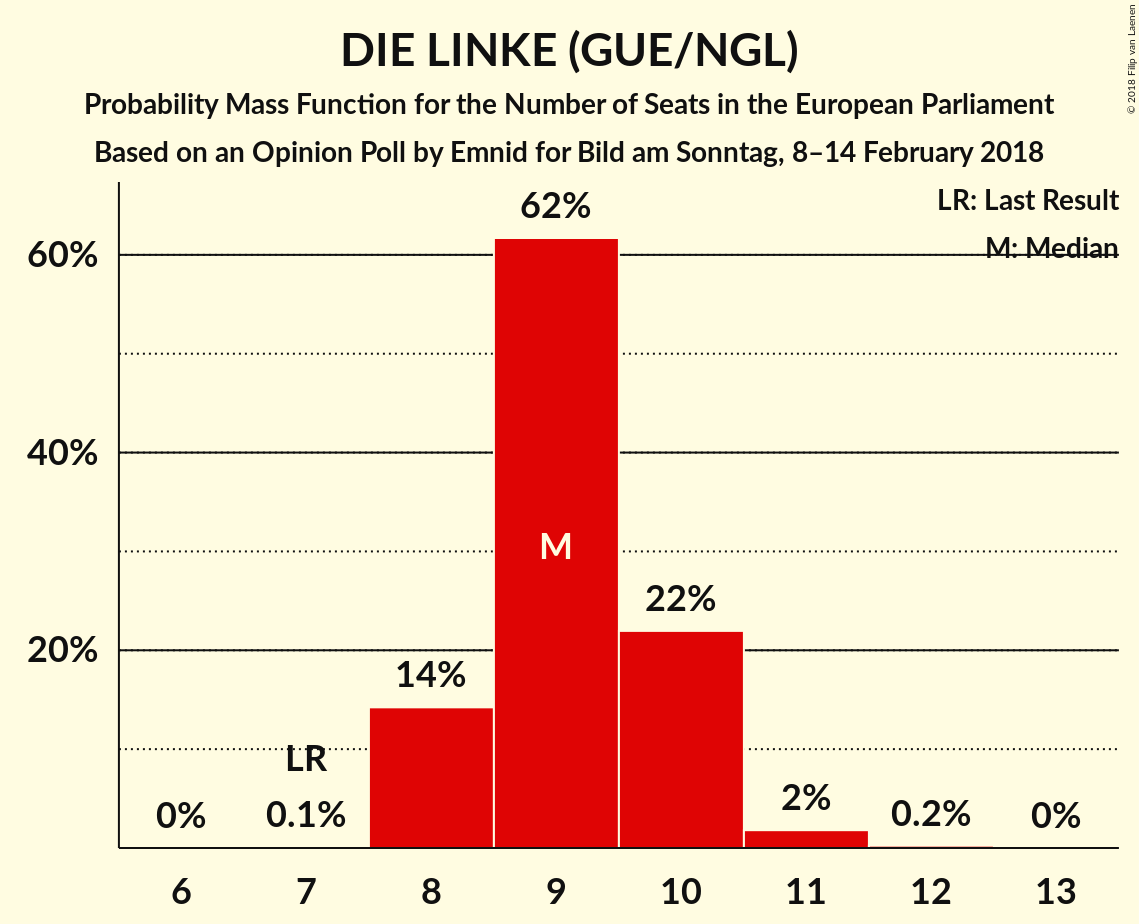 DIE LINKE (GUE/NGL)
Probability Mass Function for the Number of Seats in the European Parliament
Based on an Opinion Poll by Emnid for Bild am Sonntag, 8–14 February 2018
© 2018 Filip van Laenen
LR: Last Result
M: Median
60%
40%
20%
62%
M
22%
14%
LR
0%
0.1%
2%
0.2%
0%
6 7 8 9 10 11 12 13